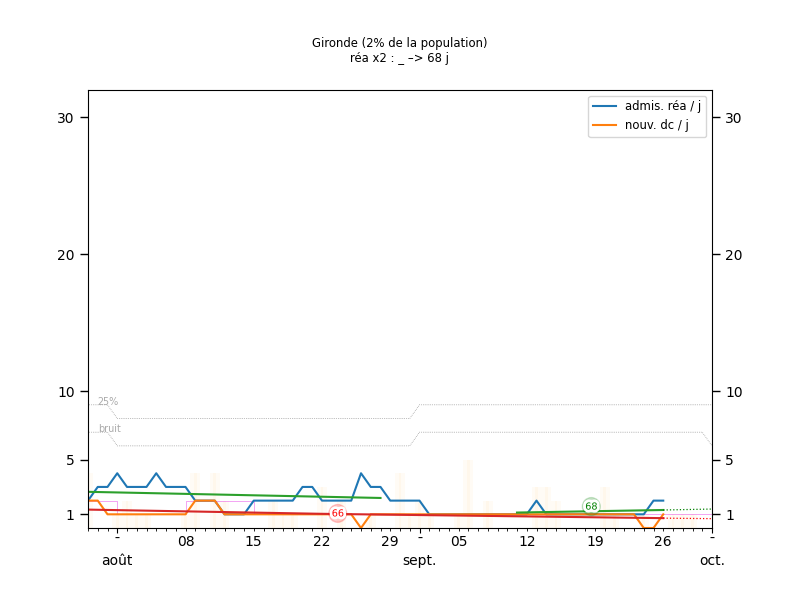 Gironde (2% de la population)
réa x2 : _ –> 68 j
admis. réa / j
nouv. dc / j
30 30
20 20
10 10
5 5
1 1
25%
bruit
66
68
- 08 15 22 29 - 05 12 19 26 -
août sept. oct.